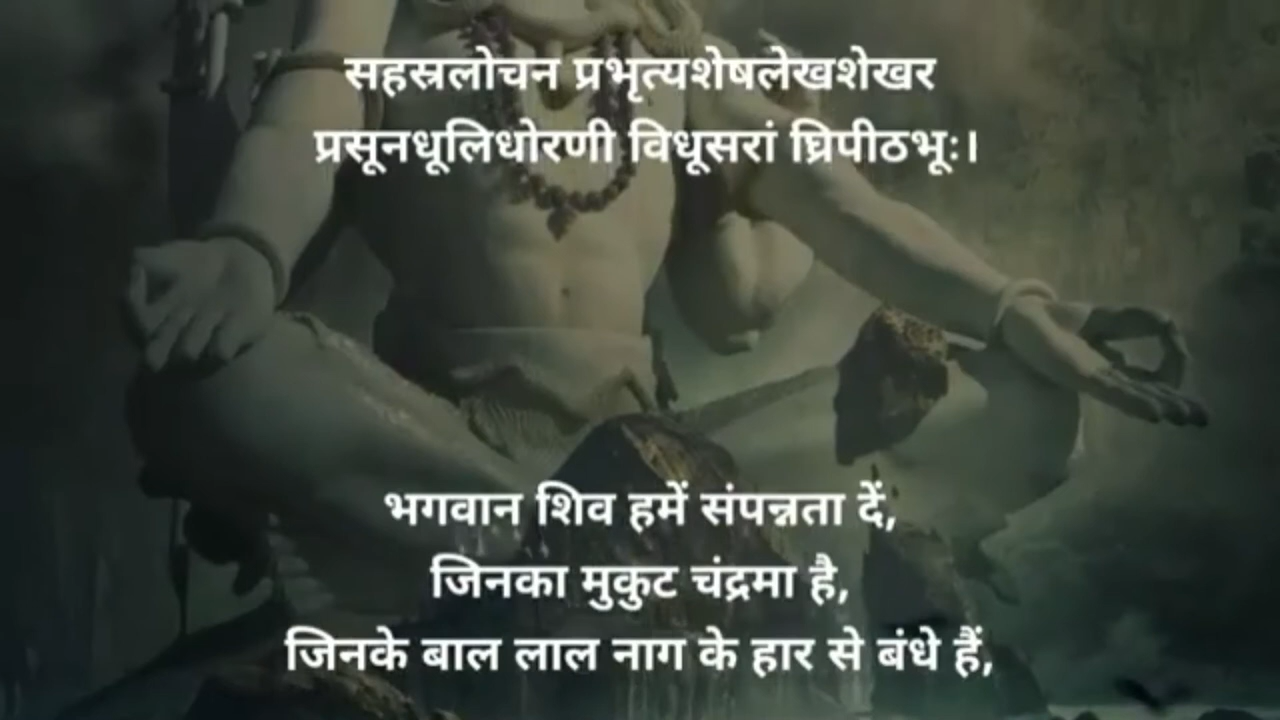 सहस्रलोचन प्रभृत्यशेषलेखशेखर
प्रसूनधूलिधोरणी विधूसरां घ्रिपीठभूः।
भगवान शिव हमें संपन्नता दें,
जिनका मुकुट चंद्रमा है,
जिनके बाल लाल नाग के हार से बंधे हैं,